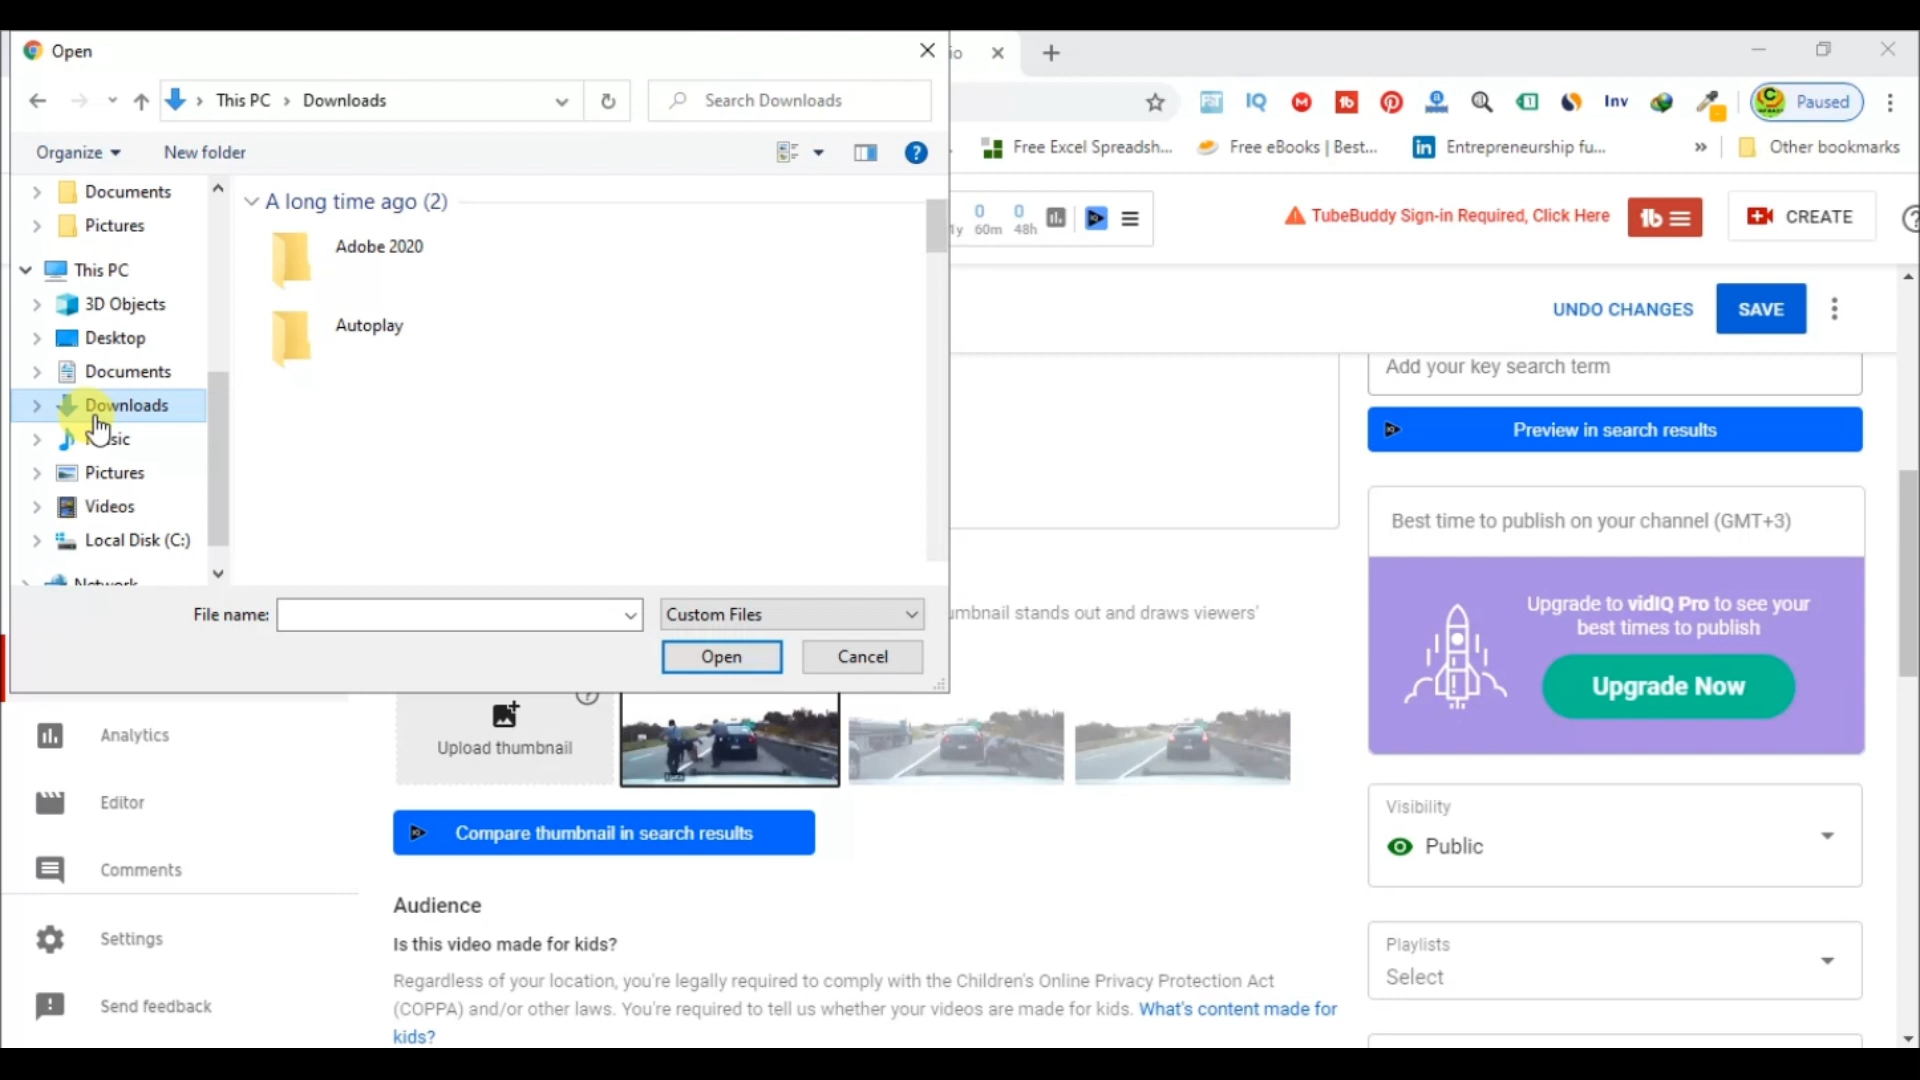 Open
io
This PC > Downloads
Search Downloads
Paused
Inv
Organize
New folder
Free Excel Spreadsh...
Free eBooks | Best...
Entrepreneurship fu...
»
Other bookmarks
Documents
Pictures
This PC
3D Objects
Desktop
Documents
Downloads
Pictures
Videos
Local Disk (C:)
Network
A long time ago (2)
Adobe 2020
Autoplay
File name:
Custom Files
Open
Cancel
0 0
1y 60m 48h
TubeBuddy Sign-in Required, Click Here
CREATE
UNDO CHANGES
SAVE
Add your key search term
Preview in search results
Best time to publish on your channel (GMT+3)
Upgrade to vidIQ Pro to see your
best times to publish
Upgrade Now
stands out and draws viewers'
Upload thumbnail
Compare thumbnail in search results
Analytics
Editor
Comments
Settings
Send feedback
Audience
Is this video made for kids?
Regardless of your location, you're legally required to comply with the Children's Online Privacy Protection Act
(COPPA) and/or other laws. You're required to tell us whether your videos are made for kids. What's content made for
kids?
Visibility
Public
Playlists
Select